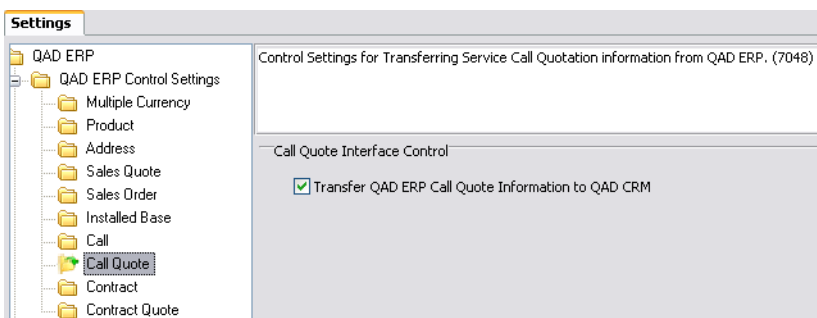 Settings
QAD ERP
QAD ERP Control Settings
Multiple Currency
Product
Address
Sales Quote
Sales Order
Installed Base
Call
Call Quote
Contract
Contract Quote
Control Settings for Transferring Service Call Quotation information from QAD ERP. (7048)
Call Quote Interface Control
Transfer QAD ERP Call Quote Information to QAD CRM